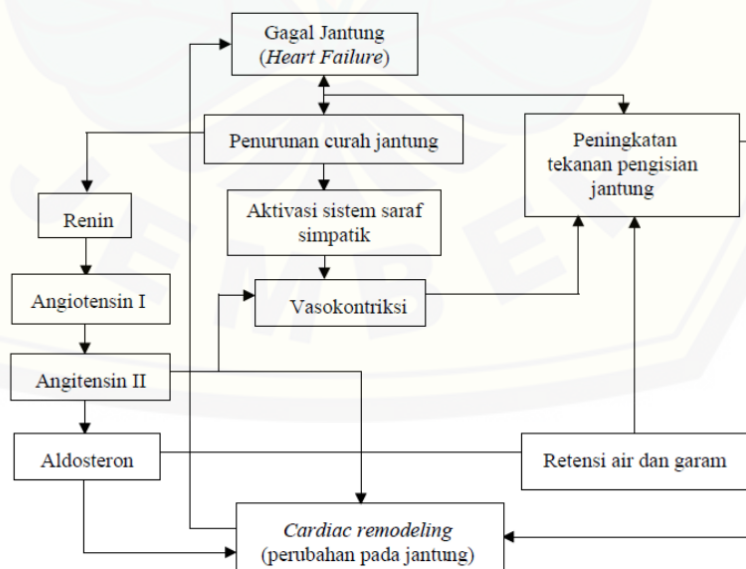 Gagal Jantung
(Heart Failure)
Penurunan curah jantung
Peningkatan
tekanan pengisian
jantung
Renin
Aktivasi sistem saraf
simpatik
Angiotensin I
Vasokontriksi
Angitensin II
Aldosteron
Retensi air dan garam
Cardiac remodeling
(perubahan pada jantung)
JEMBER